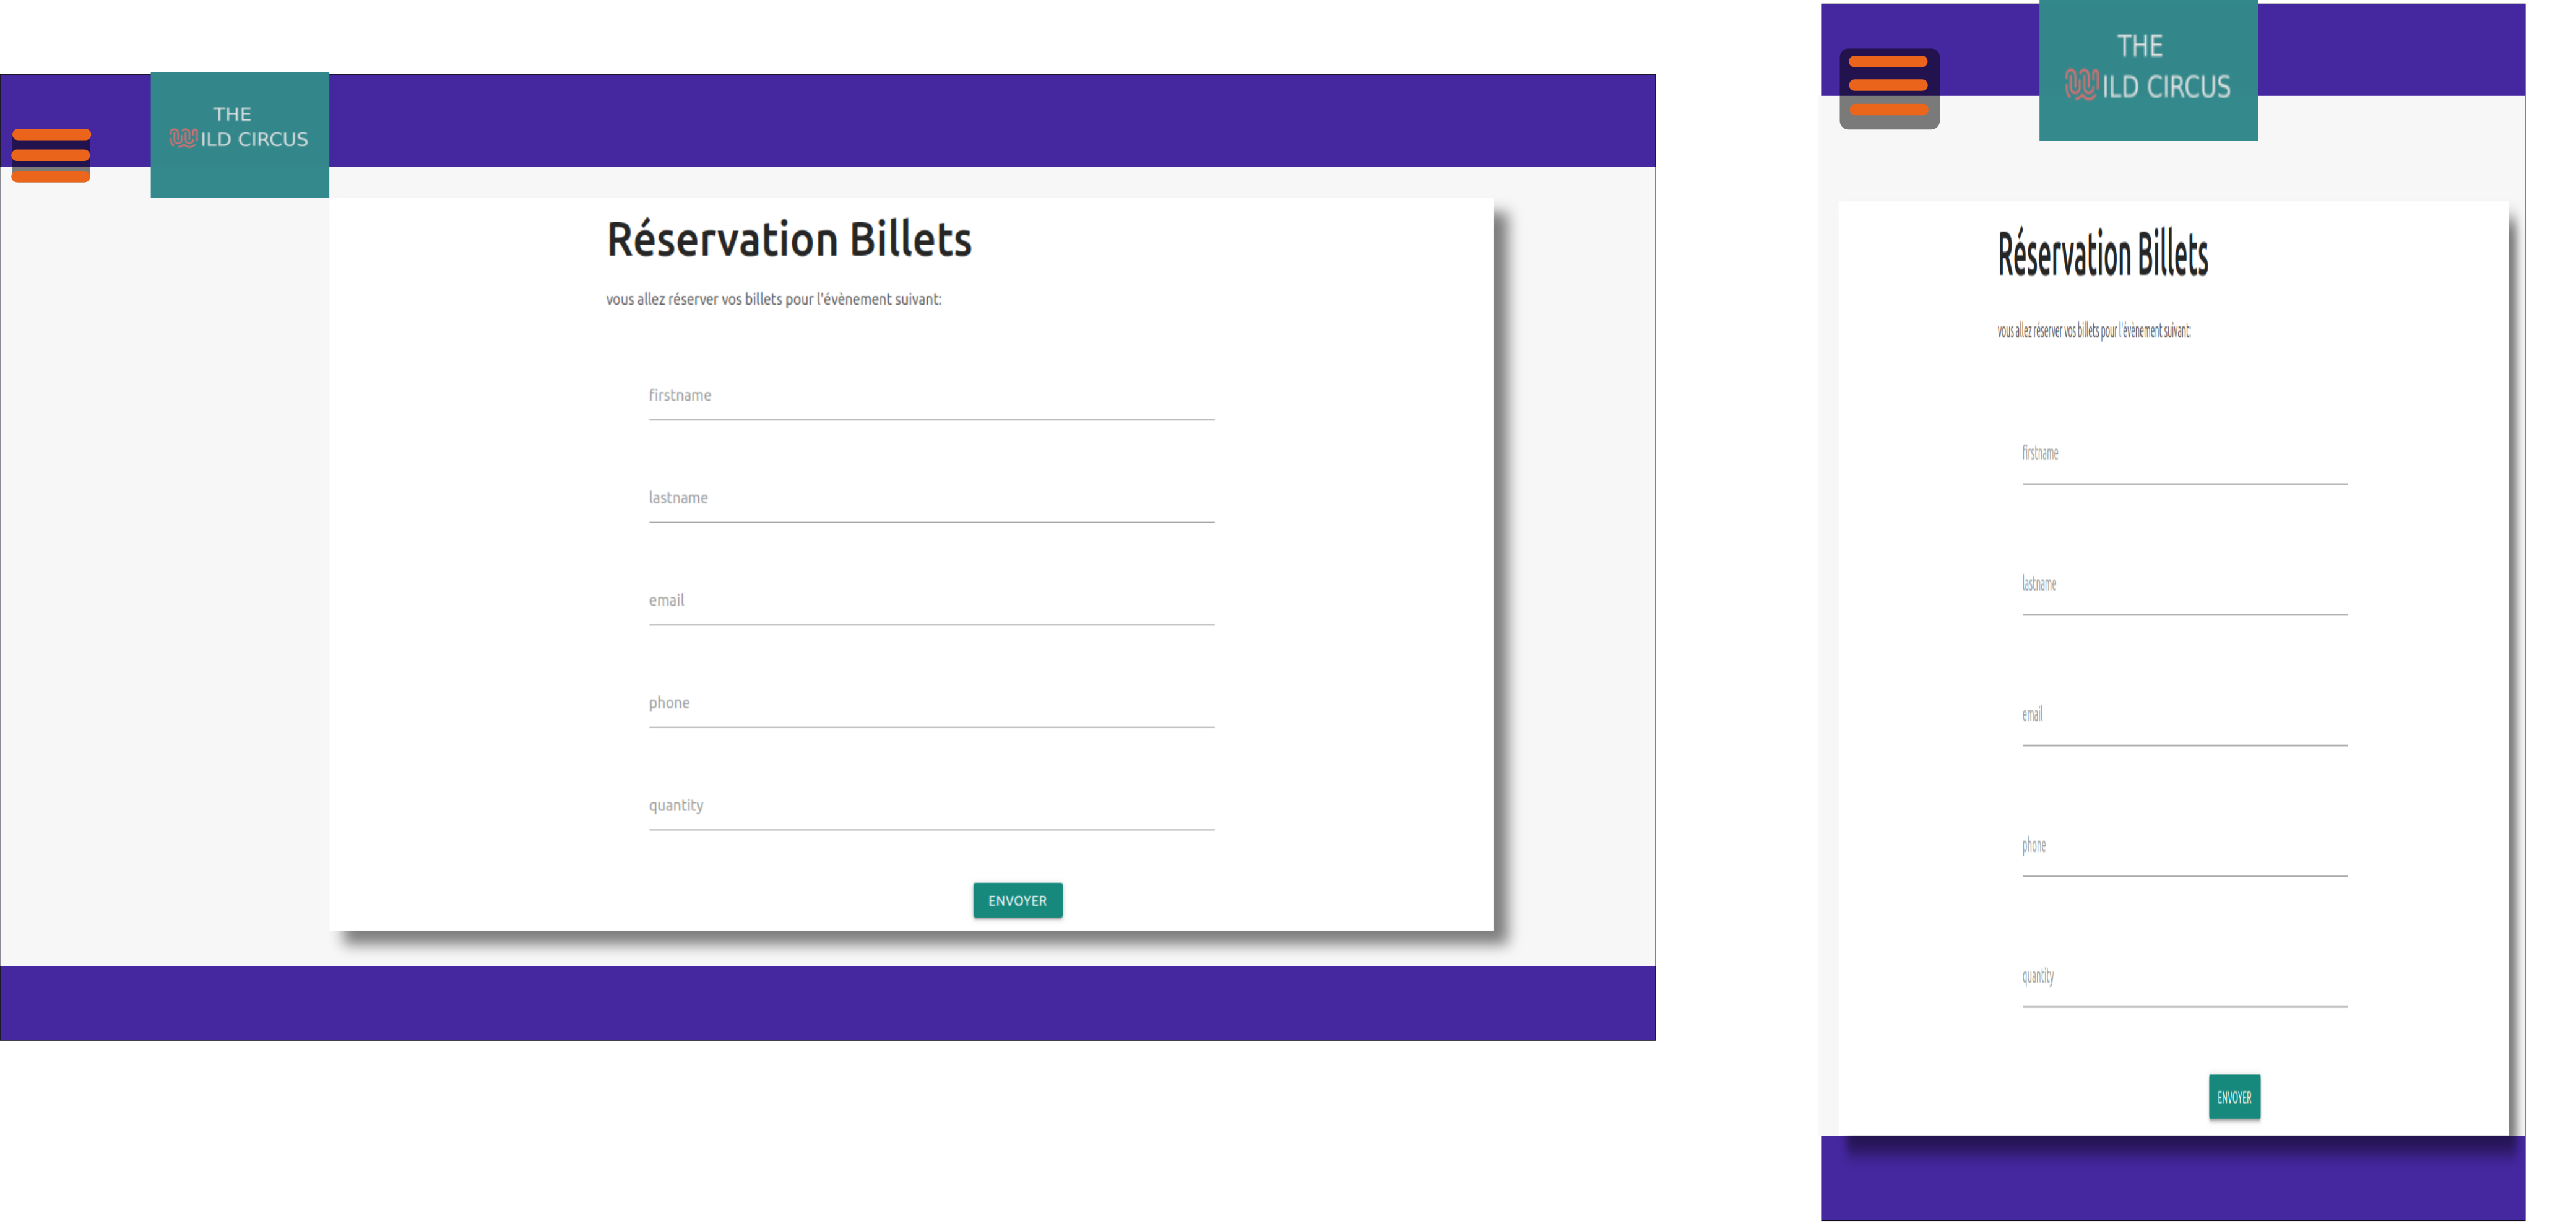 THE
WILD CIRCUS
Réservation Billets
vous allez réserver vos billets pour l'évènement suivant:
firstname
lastname
email
phone
quantity
ENVOYER
THE
WILD CIRCUS
Réservation Billets
vous allez réserver vos billets pour l'évènement suivant:
firstname
lastname
email
phone
quantity
ENVOYER